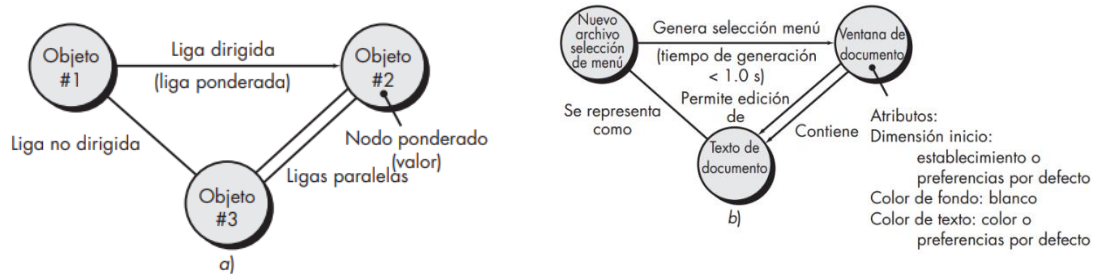 Objeto
#1
Liga dirigida
(liga ponderada)
Objeto
#2
Liga no dirigida
Nodo ponderado
(valor)
Ligas paralelas
Objeto
#3
a)
Nuevo
archivo
selección
de menú
Genera selección menú
(tiempo de generación
< 1.0 s)
Ventana de
documento
Se representa
como
Permite edición
de
Contiene
Texto de
documento
b)
Atributos:
Dimensión inicio:
establecimiento o
preferencias por defecto
Color de fondo: blanco
Color de texto: color o
preferencias por defecto